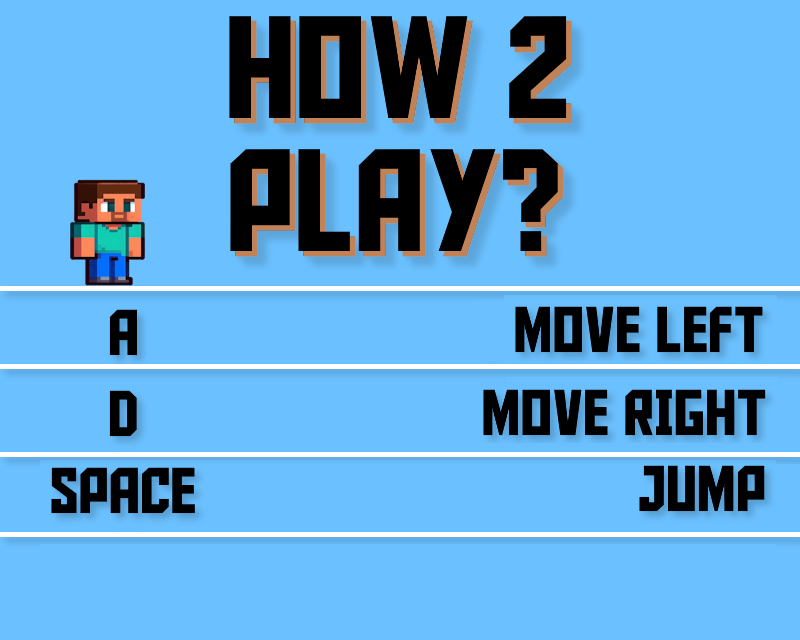 HOW 2
PLAY?
A MOVE LEFT
D MOVE RIGHT
SPACE JUMP